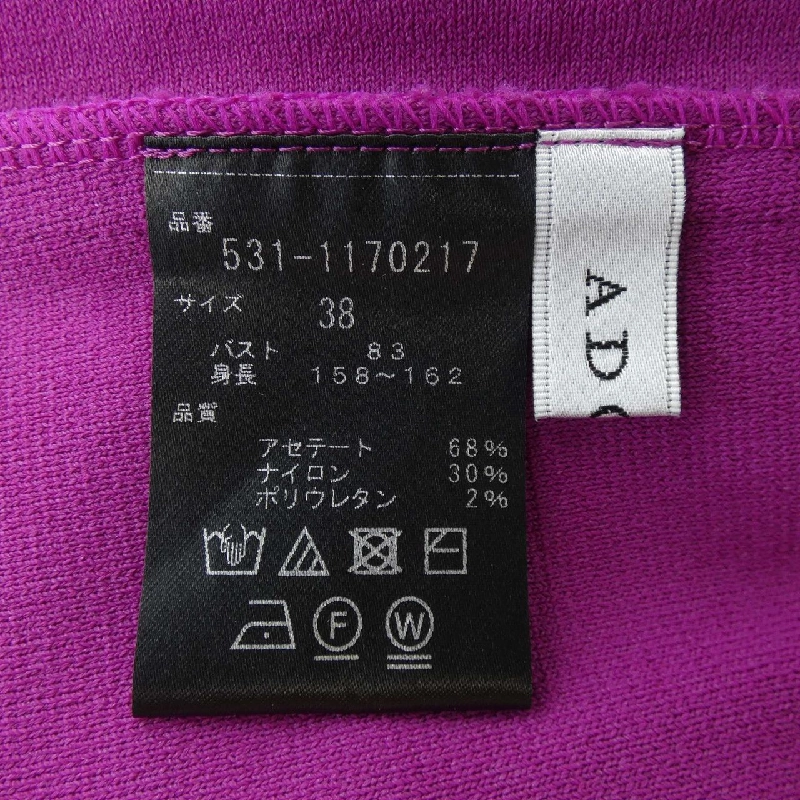 品番
531-1170217
サイズ 38
バスト 83
身長 158～162
品質
アセテート 68%
ナイロン 30%
ポリウレタン 2%
F W
AD